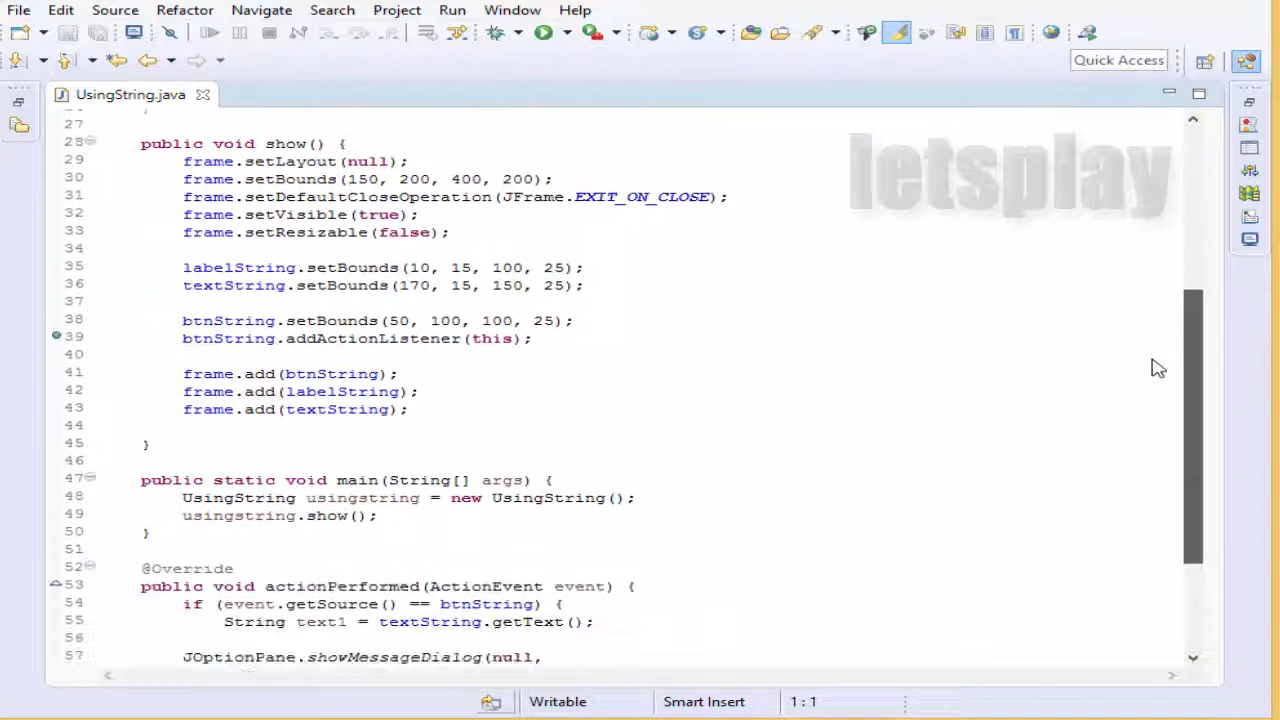 File Edit Source Refactor Navigate Search Project Run Window Help
Quick Access
UsingString.java
27
28 public void show() {
29 frame.setLayout(null);
30 frame.setBounds(150, 200, 400, 200);
31 frame.setDefaultCloseOperation(JFrame.EXIT_ON_CLOSE);
32 frame.setVisible(true);
33 frame.setResizable(false);
34
35 labelString.setBounds(10, 15, 100, 25);
36 textString.setBounds(170, 15, 150, 25);
37
38 btnString.setBounds(50, 100, 100, 25);
39 btnString.addActionListener(this);
40
41 frame.add(btnString);
42 frame.add(labelString);
43 frame.add(textString);
44
45 }
46
47 public static void main(String[] args) {
48 UsingString usingstring = new UsingString();
49 usingstring.show();
50 }
51
52 @Override
53 public void actionPerformed(ActionEvent event) {
54 if (event.getSource() == btnString) {
55 String text1 = textString.getText();
56
57 JOptionPane.showMessageDialog(null,
letsplay
Writable Smart Insert 1 : 1